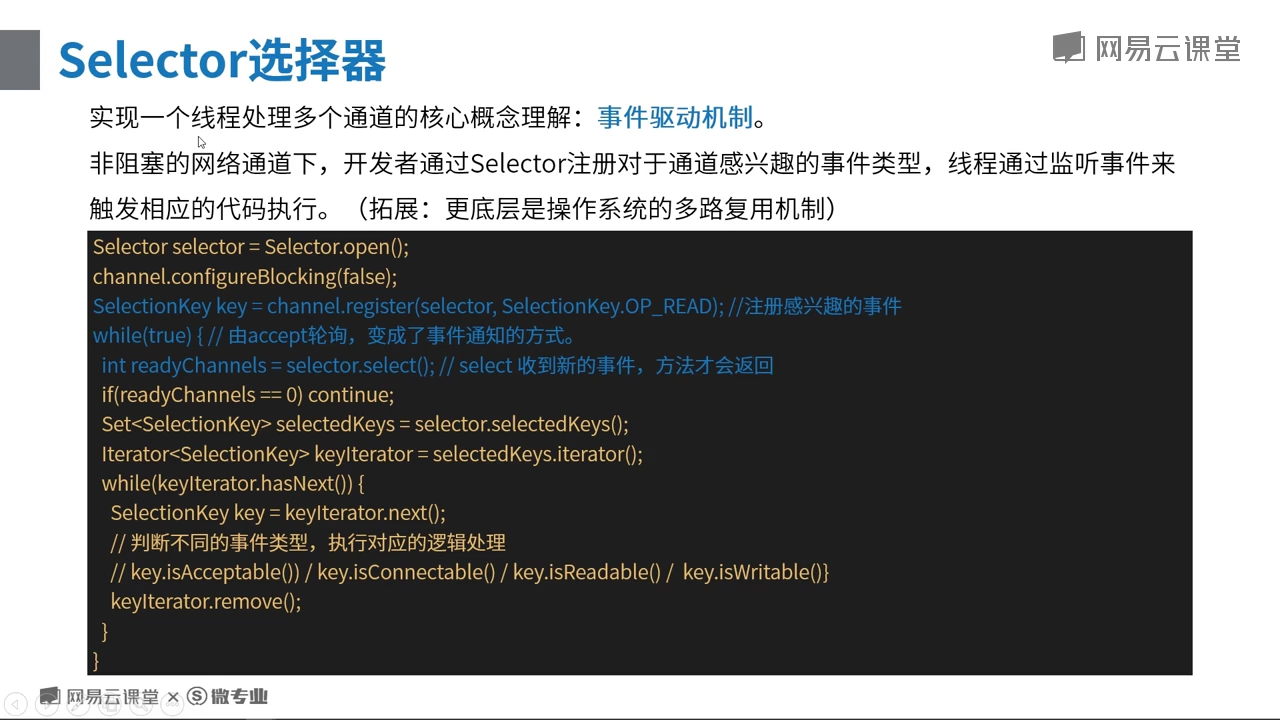 Selector选择器
网易云课堂
实现一个线程处理多个通道的核心概念理解：事件驱动机制。
非阻塞的网络通道下，开发者通过Selector注册对于通道感兴趣的事件类型，线程通过监听事件来
触发相应的代码执行。（拓展：更底层是操作系统的多路复用机制）
Selector selector = Selector.open();
channel.configureBlocking(false);
SelectionKey key = channel.register(selector, SelectionKey.OP_READ); //注册感兴趣的事件
while(true) { // 由accept轮询，变成了事件通知的方式。
int readyChannels = selector.select(); // select 收到新的事件，方法才会返回
if(readyChannels == 0) continue;
Set<SelectionKey> selectedKeys = selector.selectedKeys();
Iterator<SelectionKey> keyIterator = selectedKeys.iterator();
while(keyIterator.hasNext()) {
SelectionKey key = keyIterator.next();
// 判断不同的事件类型，执行对应的逻辑处理
// key.isAcceptable()) / key.isConnectable() / key.isReadable() /  key.isWritable()}
keyIterator.remove();
}
}
网易云课堂 × S 微专业